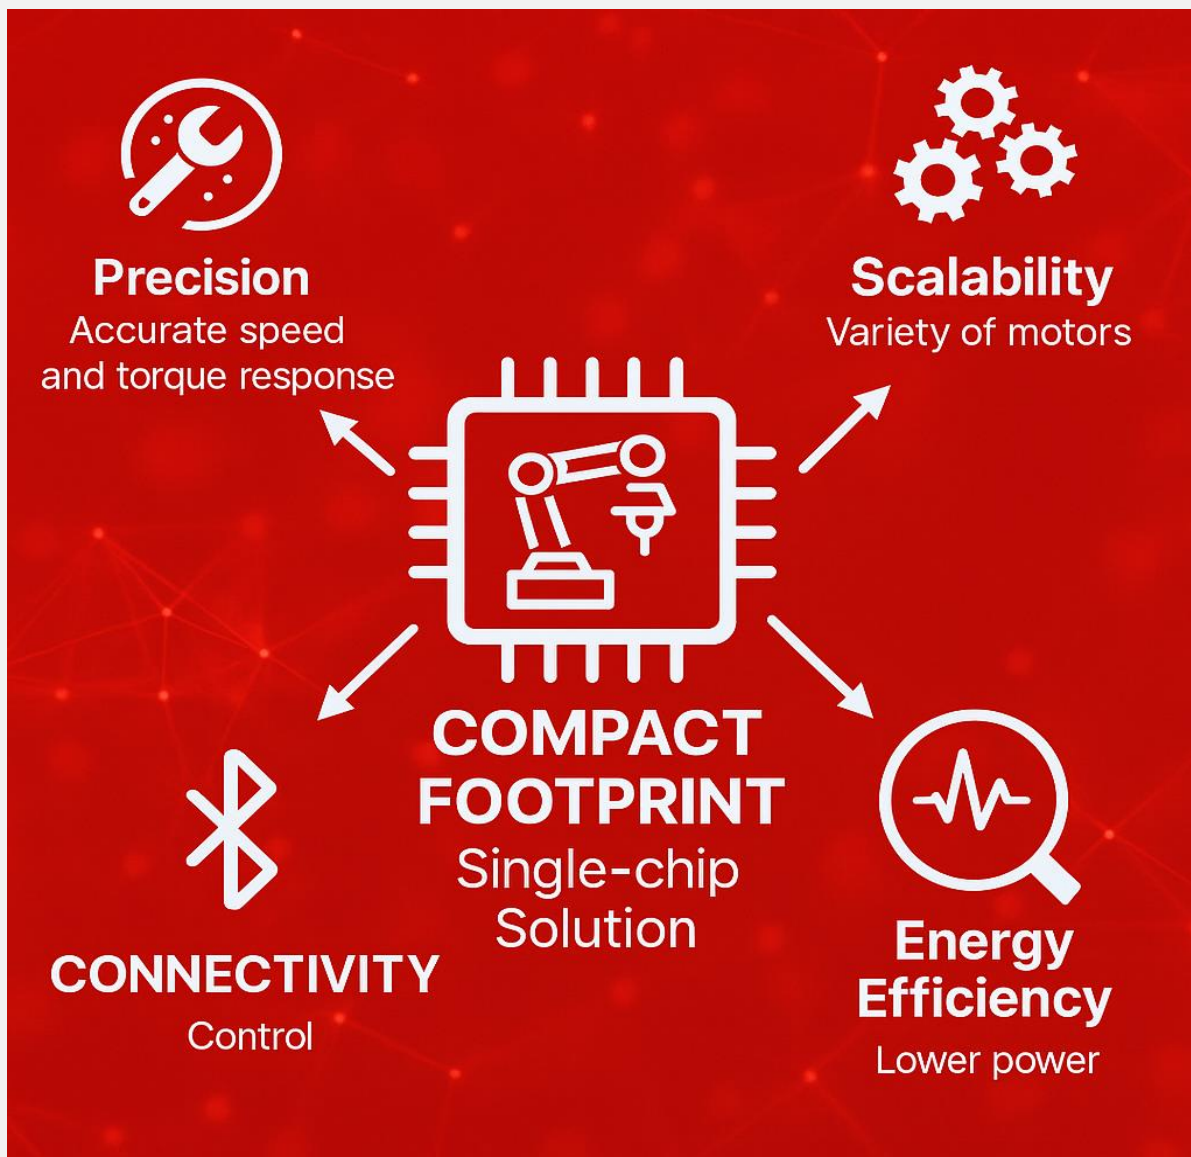 Precision
Accurate speed
and torque response
Scalability
Variety of motors
COMPACT
FOOTPRINT
Single-chip
Solution
CONNECTIVITY
Control
Energy
Efficiency
Lower power